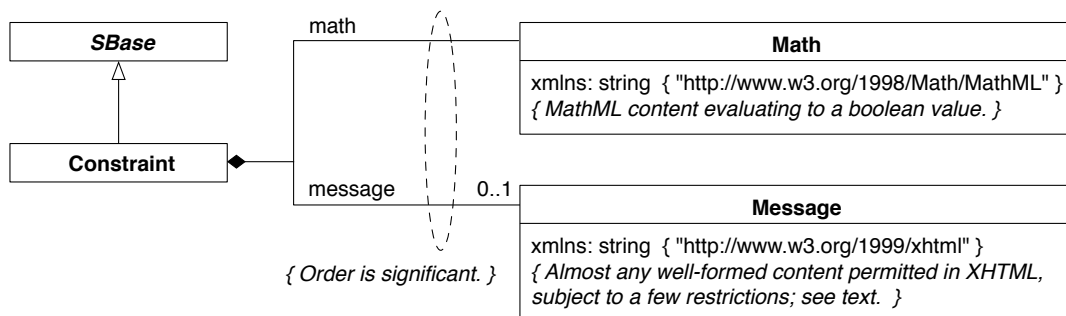 SBase
Constraint
math
message
0..1
{ Order is significant. }
Math
xmlns: string { "http://www.w3.org/1998/Math/MathML" }
{ MathML content evaluating to a boolean value. }
Message
xmlns: string { "http://www.w3.org/1999/xhtml" }
{ Almost any well-formed content permitted in XHTML,
subject to a few restrictions; see text. }